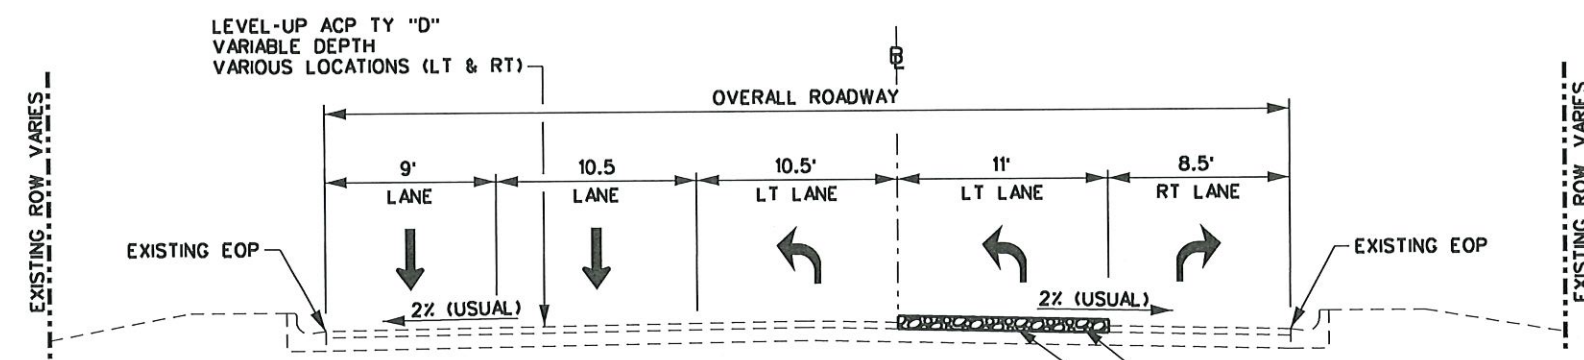 LEVEL-UP ACP TY "D"
VARIABLE DEPTH
VARIOUS LOCATIONS (LT & RT)
OVERALL ROADWAY
EXISTING ROW VARIES
EXISTING ROW VARIES
9'
10.5
10.5'
11'
8.5'
LANE
LANE
LT LANE
LT LANE
RT LANE
EXISTING EOP
EXISTING EOP
2% (USUAL)
2% (USUAL)